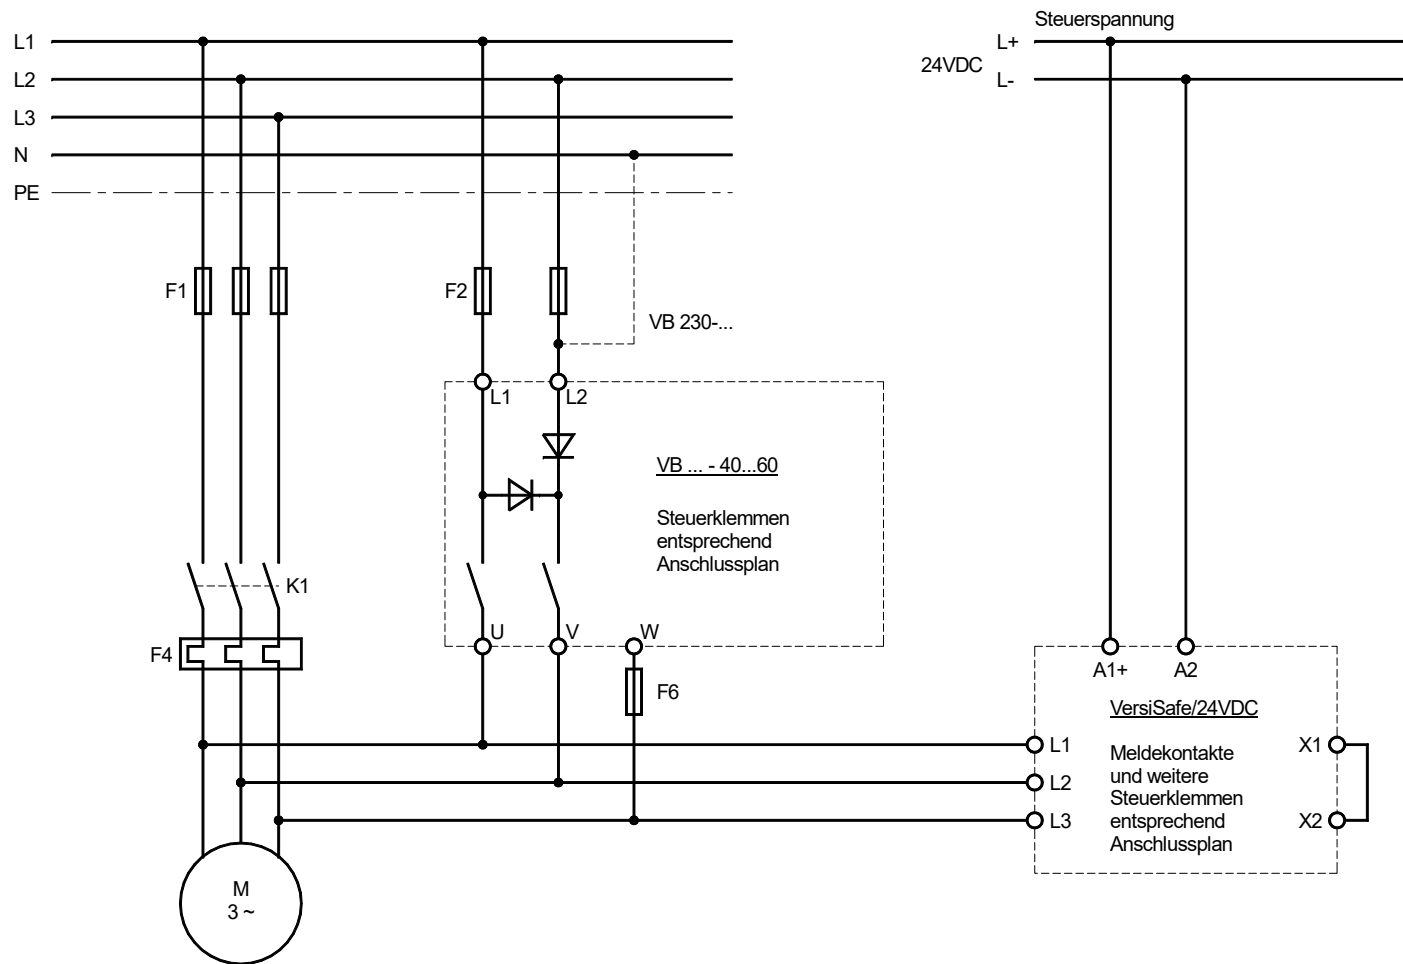 Steuerspannung
L1
L+
24VDC
L2
L-
L3
N
PE
F1
F2
VB 230-...
L1
L2
VB ... - 40...60
Steuerklemmen
entsprechend
Anschlussplan
K1
U
V
W
F4
F6
A1+
A2
VersiSafe/24VDC
L1
X1
Meldekontakte
und weitere
L2
Steuerklemmen
L3
entsprechend
X2
Anschlussplan
M
3 ~